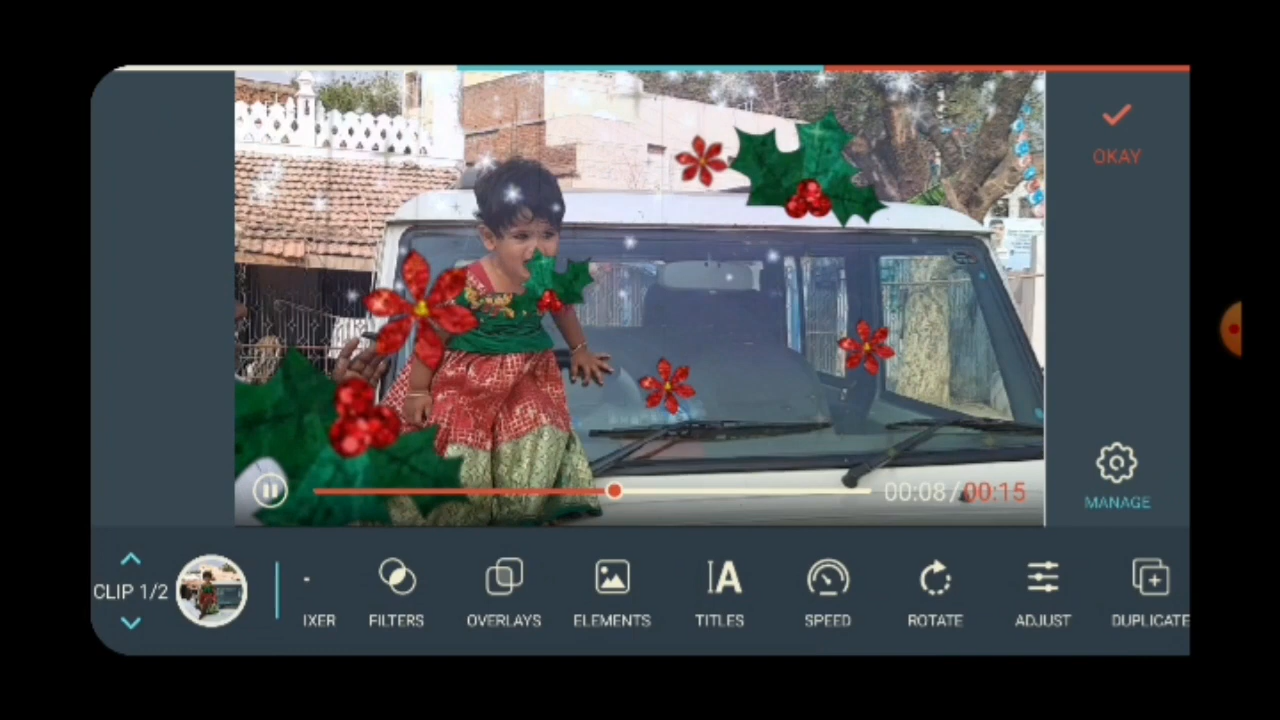 OKAY
00:08/00:15
MANAGE
CLIP 1/2
IXER
FILTERS
OVERLAYS
ELEMENTS
TITLES
SPEED
ROTATE
ADJUST
DUPLICATE